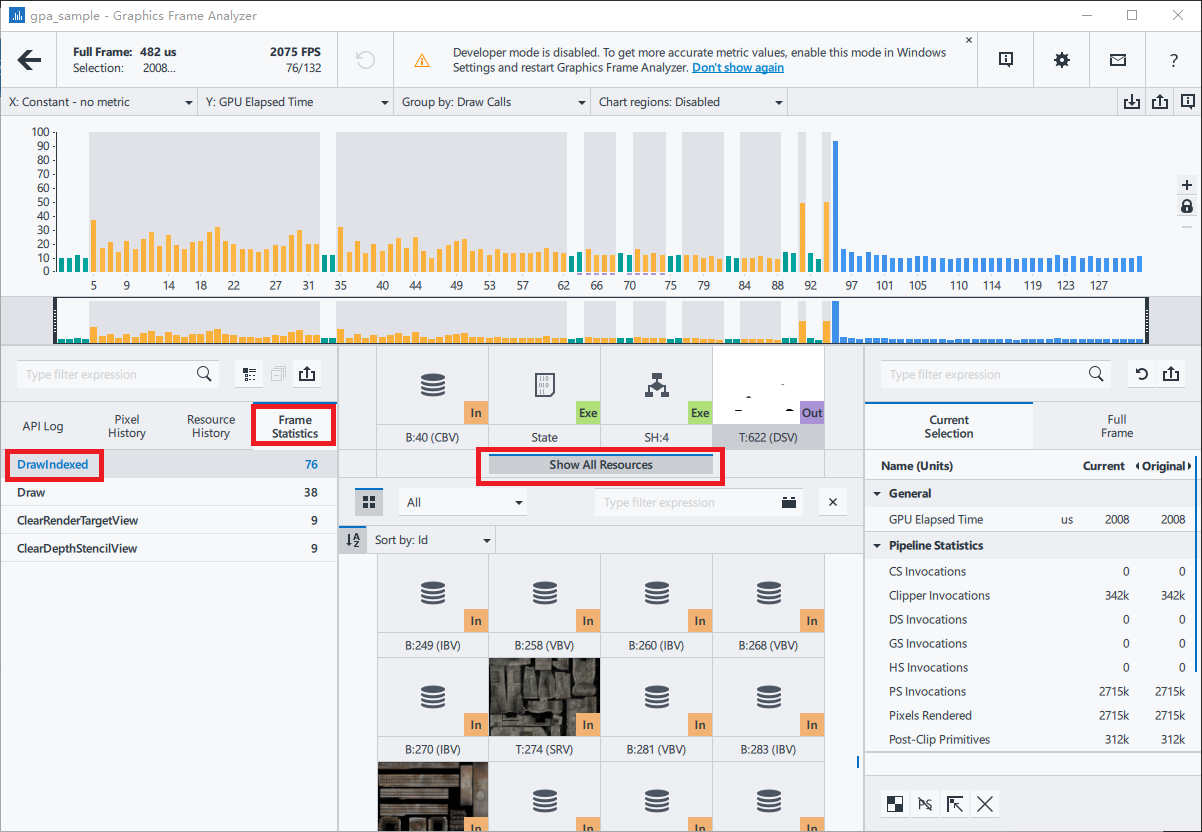 gpa_sample - Graphics Frame Analyzer
Full Frame: 482 us 2075 FPS
Selection: 2008... 76/132
Developer mode is disabled. To get more accurate metric values, enable this mode in Windows
Settings and restart Graphics Frame Analyzer. Don't show again
X: Constant - no metric Y: GPU Elapsed Time Group by: Draw Calls Chart regions: Disabled
100
90
80
70
60
50
40
30
20
10
0
5 9 14 18 22 27 31 35 40 44 49 53 57 62 66 70 75 79 84 88 92 97 101 105 110 114 119 123 127
Type filter expression
API Log
Pixel
History
Resource
History
Frame
Statistics
DrawIndexed 76
Draw 38
ClearRenderTargetView 9
ClearDepthStencilView 9
In Exe Exe Out
B:40 (CBV) State SH:4 T:622 (DSV)
Show All Resources
All
Type filter expression
Sort by: Id
In In In In
B:249 (IBV) B:258 (VBV) B:260 (IBV) B:268 (VBV)
In In In In
B:270 (IBV) T:274 (SRV) B:281 (VBV) B:283 (IBV)
In In In In
Type filter expression
Current
Selection
Full
Frame
Name (Units) Current Original
General
GPU Elapsed Time us 2008 2008
Pipeline Statistics
CS Invocations 0 0
Clipper Invocations 342k 342k
DS Invocations 0 0
GS Invocations 0 0
HS Invocations 0 0
PS Invocations 2715k 2715k
Pixels Rendered 2715k 2715k
Post-Clip Primitives 312k 312k
PS